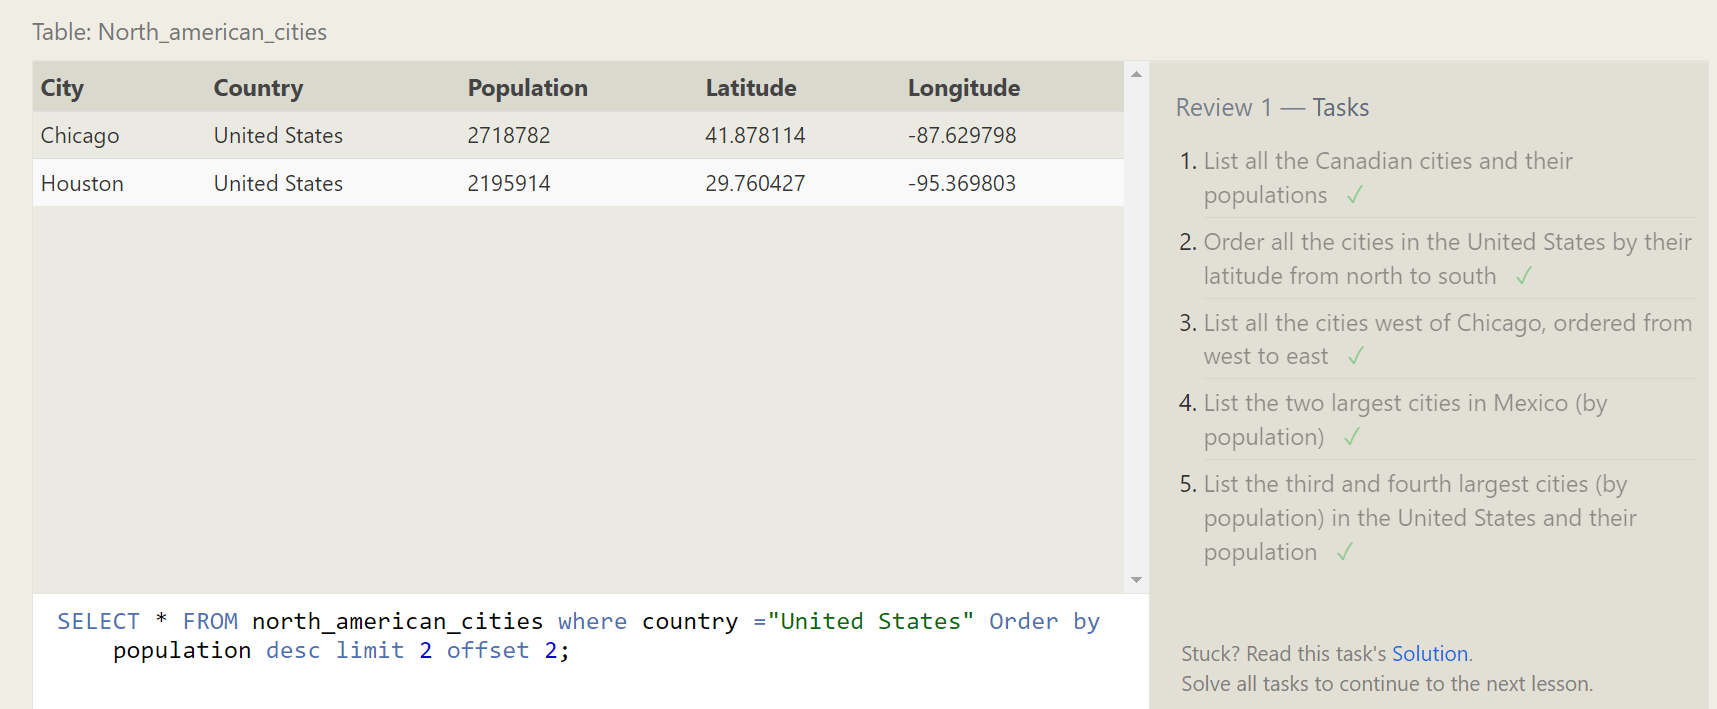 Table: North_american_cities
City Country Population Latitude Longitude
Chicago United States 2718782 41.878114 -87.629798
Houston United States 2195914 29.760427 -95.369803
SELECT * FROM north_american_cities where country ="United States" Order by
population desc limit 2 offset 2;
Review 1 — Tasks
1. List all the Canadian cities and their
populations ✓
2. Order all the cities in the United States by their
latitude from north to south ✓
3. List all the cities west of Chicago, ordered from
west to east ✓
4. List the two largest cities in Mexico (by
population) ✓
5. List the third and fourth largest cities (by
population) in the United States and their
population ✓
Stuck? Read this task's Solution.
Solve all tasks to continue to the next lesson.